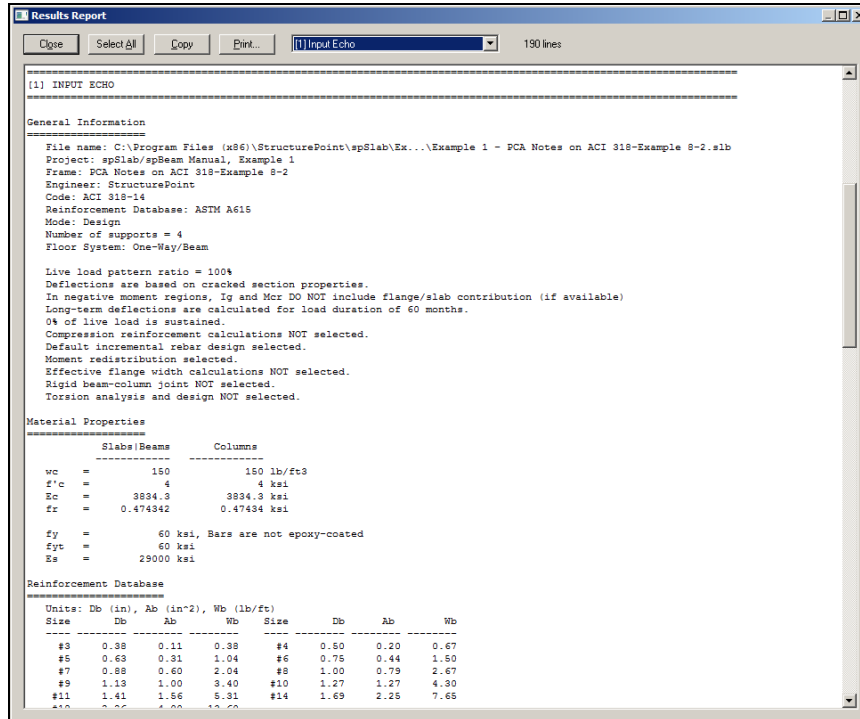 Results Report
Close Select All Copy Print... [1] Input Echo 190 lines
[1] INPUT ECHO
General Information
File name: C:\Program Files (x86)\StructurePoint\spSlab\Ex...\Example 1 - PCA Notes on ACI 318-Example 8-2.slb
Project: spSlab/spBeam Manual, Example 1
Frame: PCA Notes on ACI 318-Example 8-2
Engineer: StructurePoint
Code: ACI 318-14
Reinforcement Database: ASTM A615
Mode: Design
Number of supports = 4
Floor System: One-Way/Beam
Live load pattern ratio = 100%
Deflections are based on cracked section properties.
In negative moment regions, Ig and Mcr DO NOT include flange/slab contribution (if available)
Long-term deflections are calculated for load duration of 60 months.
0% of live load is sustained.
Compression reinforcement calculations NOT selected.
Default incremental rebar design selected.
Moment redistribution selected.
Effective flange width calculations NOT selected.
Rigid beam-column joint NOT selected.
Torsion analysis and design NOT selected.
Material Properties
Slabs|Beams Columns
wc = 150 150 lb/ft3
f'c = 4 4 ksi
Ec = 3834.3 3834.3 ksi
fr = 0.474342 0.47434 ksi
fy = 60 ksi, Bars are not epoxy-coated
fyt = 60 ksi
Es = 29000 ksi
Reinforcement Database
Units: Db (in), Ab (in^2), Wb (lb/ft)
Size Db Ab Wb Size Db Ab Wb
#3 0.38 0.11 0.38 #4 0.50 0.20 0.67
#5 0.63 0.31 1.04 #6 0.75 0.44 1.50
#7 0.88 0.60 2.04 #8 1.00 0.79 2.67
#9 1.13 1.00 3.40 #10 1.27 1.27 4.30
#11 1.41 1.56 5.31 #14 1.69 2.25 7.65